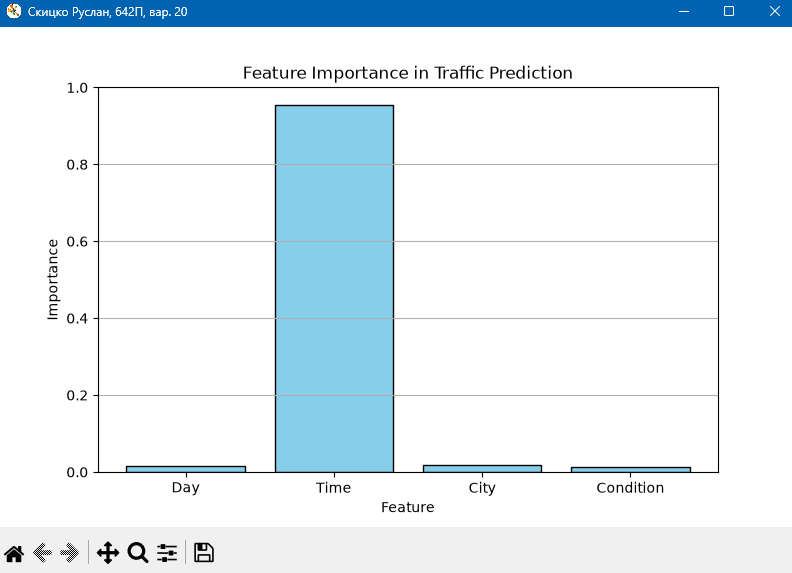 Скицко Руслан, 642П, вар. 20
Feature Importance in Traffic Prediction
1.0
0.8
0.6
0.4
0.2
0.0
Importance
Day Time City Condition
Feature